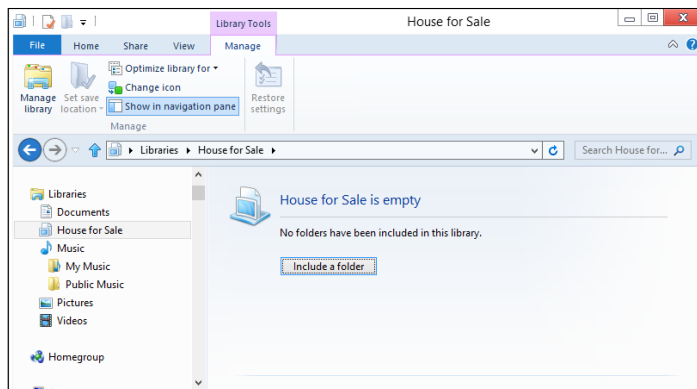 Library Tools
House for Sale
File
Home
Share
View
Manage
Manage library
Set save location
Optimize library for
Change icon
Show in navigation pane
Restore settings
Manage
Libraries
House for Sale
Search House for...
Libraries
Documents
House for Sale
Music
My Music
Public Music
Pictures
Videos
Homegroup
House for Sale is empty
No folders have been included in this library.
Include a folder